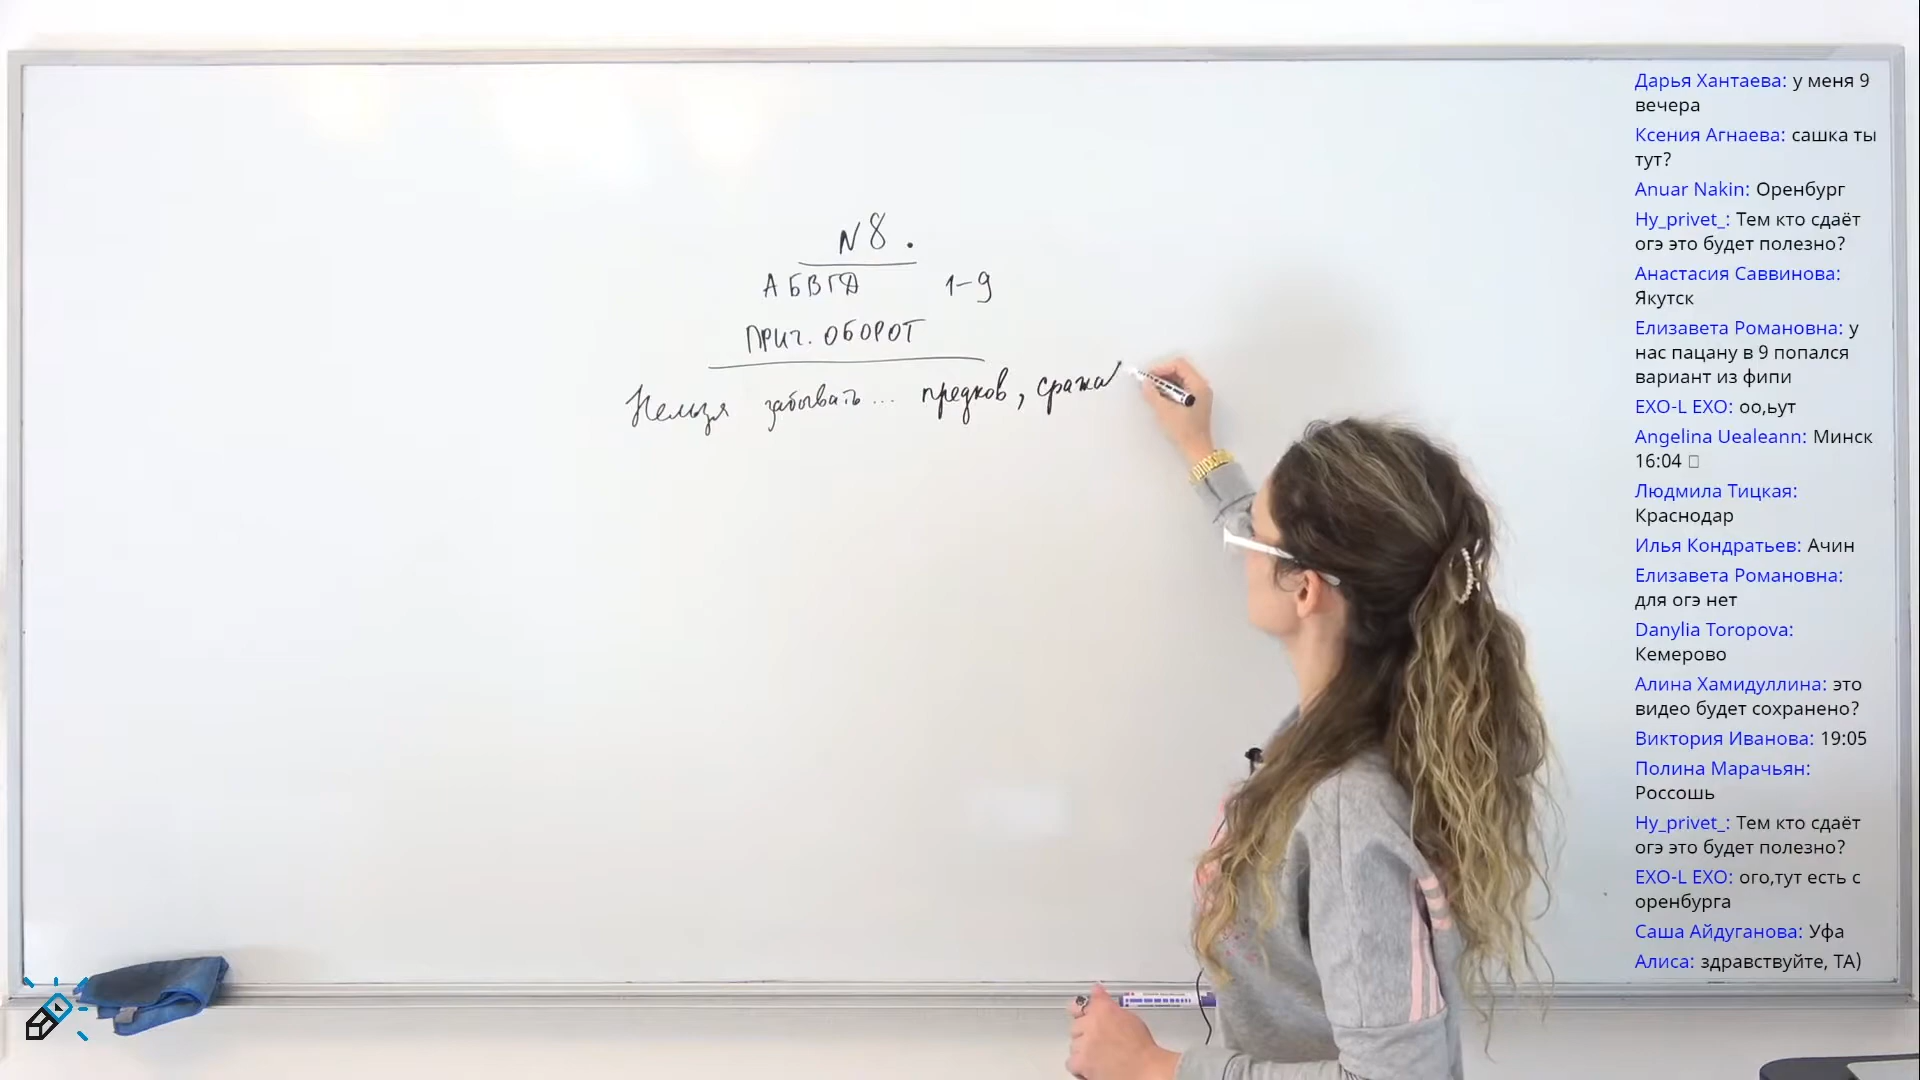 N 8.
АБВГД 1-9
ПРИЧ. ОБОРОТ
Нельзя забывать... предков, сража
Дарья Хантаева: у меня 9
вечера
Ксения Агнаева: сашка ты
тут?
Anuar Nakin: Оренбург
Hy_privet_: Тем кто сдаёт
огэ это будет полезно?
Анастасия Саввинова:
Якутск
Елизавета Романовна: у
нас пацану в 9 попался
вариант из фипи
EXO-L EXO: оо,ьут
Angelina Uealeann: Минск
16:04
Людмила Тицкая:
Краснодар
Илья Кондратьев: Ачин
Елизавета Романовна:
для огэ нет
Danylia Toropova:
Кемерово
Алина Хамидуллина: это
видео будет сохранено?
Виктория Иванова: 19:05
Полина Марачьян:
Россошь
Hy_privet_: Тем кто сдаёт
огэ это будет полезно?
EXO-L EXO: ого,тут есть с
оренбурга
Саша Айдуганова: Уфа
Алиса: здравствуйте, ТА)